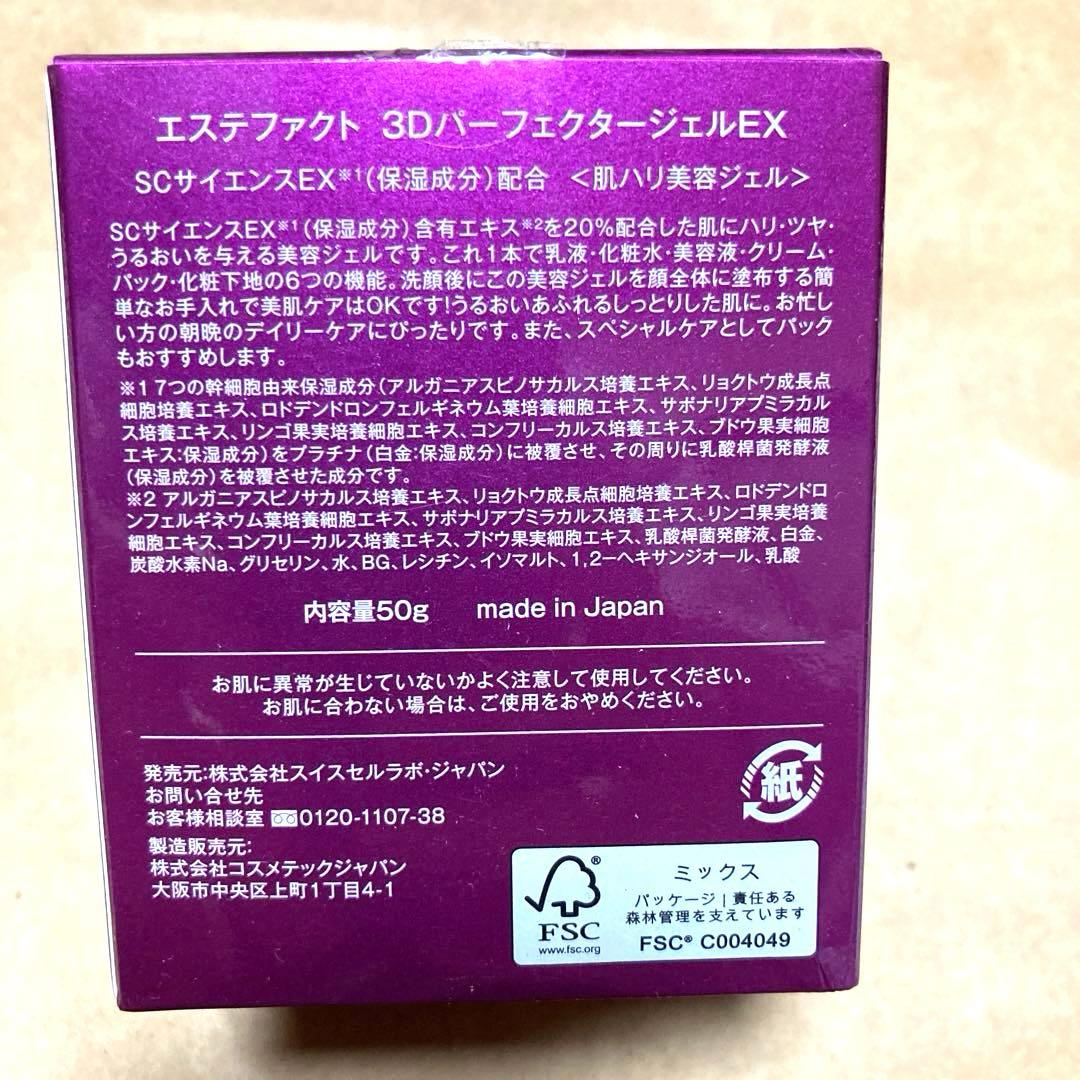 エステファクト 3DパーフェクタージェルEX
SCサイエンスEX※1(保湿成分)配合 <肌ハリ美容ジェル>
SCサイエンスEX※1(保湿成分)含有エキス※2を20%配合した肌にハリ・ツヤ・
うるおいを与える美容ジェルです。これ1本で乳液・化粧水・美容液・クリーム・
パック・化粧下地の6つの機能。洗顔後にこの美容ジェルを顔全体に塗布する簡
単なお手入れで美肌ケアはOKです!うるおいあふれるしっとりした肌に。お忙し
い方の朝晩のデイリーケアにぴったりです。また、スペシャルケアとしてパック
もおすすめします。
※1 7つの幹細胞由来保湿成分(アルガニアスピノサカルス培養エキス、リョクトウ成長点
細胞培養エキス、ロドデンドロンフェルギネウム葉培養細胞エキス、サポナリアプミラカル
ス培養エキス、リンゴ果実培養細胞エキス、コンフリーカルス培養エキス、ブドウ果実細胞
エキス:保湿成分)をプラチナ(白金:保湿成分)に被覆させ、その周りに乳酸桿菌発酵液
(保湿成分)を被覆させた成分です。
※2 アルガニアスピノサカルス培養エキス、リョクトウ成長点細胞培養エキス、ロドデンドロ
ンフェルギネウム葉培養細胞エキス、サポナリアプミラカルス培養エキス、リンゴ果実培養
細胞エキス、コンフリーカルス培養エキス、ブドウ果実細胞エキス、乳酸桿菌発酵液、白金、
炭酸水素Na、グリセリン、水、BG、レシチン、イソマルト、1,2-ヘキサンジオール、乳酸
内容量50g made in Japan
お肌に異常が生じていないかよく注意して使用してください。
お肌に合わない場合は、ご使用をおやめください。
発売元:株式会社スイスセルラボ・ジャパン
お問い合せ先
お客様相談室 0120-1107-38
製造販売元:
株式会社コスメテックジャパン
大阪市中央区上町1丁目4-1
紙
FSC
www.fsc.org
ミックス
パッケージ | 責任ある
森林管理を支えています
FSC® C004049